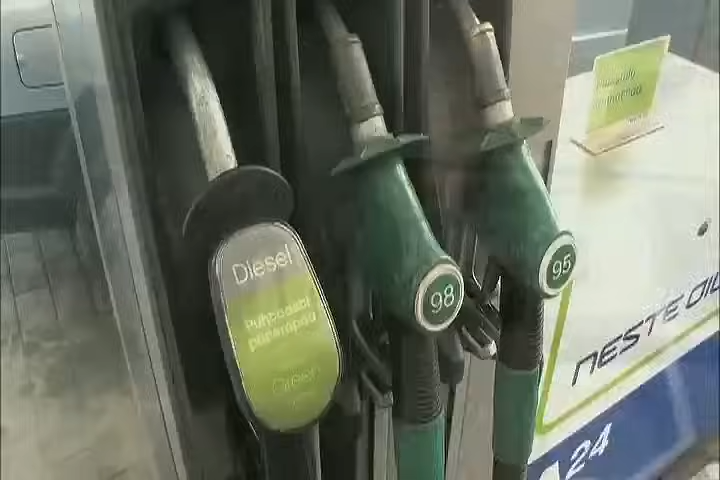 Diesel
Puhtaasti
parempaa
Green
98
95
NESTE OIL
24